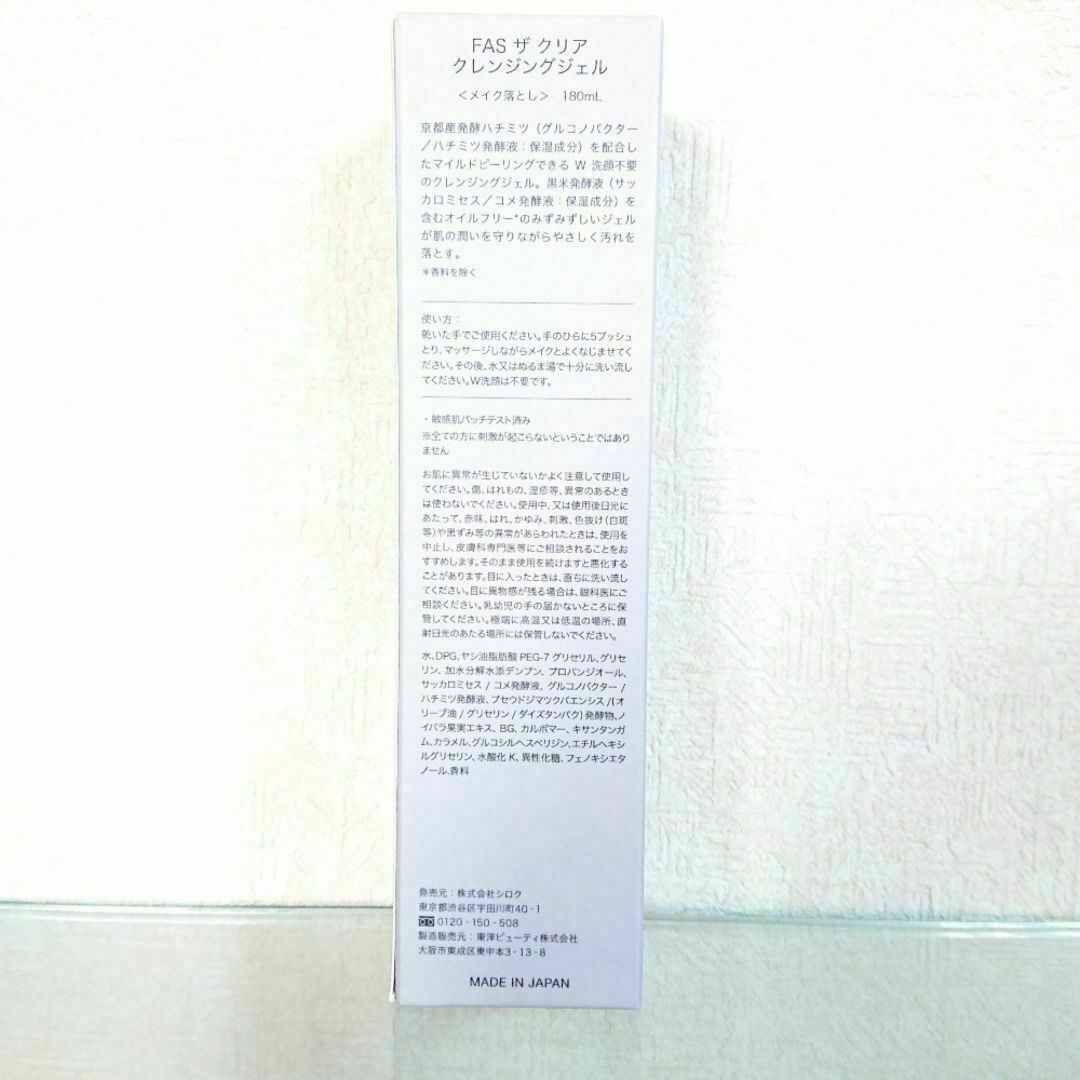 FAS ザ クリア
クレンジングジェル
＜メイク落とし＞ 180mL
京都産発酵ハチミツ（グルコノバクター
／ハチミツ発酵液：保湿成分）を配合し
たマイルドピーリングできる W 洗顔不要
のクレンジングジェル。黒米発酵液（サッ
カロミセス／コメ発酵液：保湿成分）を
含むオイルフリー*のみずみずしいジェル
が肌の潤いを守りながらやさしく汚れを
落とす。
＊香料を除く
使い方：
乾いた手でご使用ください。手のひらに5プッシュ
とり、マッサージしながらメイクとよくなじませてく
ださい。その後、水又はぬるま湯で十分に洗い流し
てください。W洗顔は不要です。
・敏感肌パッチテスト済み
※全ての方に刺激が起こらないということではあり
ません
お肌に異常が生じていないかよく注意して使用し
てください。傷、はれもの、湿疹等、異常のあるとき
は使わないでください。使用中、又は使用後日光に
あたって、赤味、はれ、かゆみ、刺激、色抜け（白斑
等）や黒ずみ等の異常があらわれたときは、使用を
中止し、皮膚科専門医等にご相談されることをお
すすめします。そのまま使用を続けますと悪化する
ことがあります。目に入ったときは、直ちに洗い流し
てください。目に異物感が残る場合は、眼科医にご
相談ください。乳幼児の手の届かないところに保
管してください。極端に高温又は低温の場所、直
射日光のあたる場所には保管しないでください。
水、DPG、ヤシ油脂肪酸 PEG-7 グリセリル、グリセ
リン、加水分解水添デンプン、プロパンジオール、
サッカロミセス / コメ発酵液、グルコノバクター /
ハチミツ発酵液、プセウドジマツクバエンシス /(オ
リーブ油 / グリセリン / ダイズタンパク) 発酵物、ノ
イバラ果実エキス、BG、カルボマー、キサンタンガ
ム、カラメル、グルコシルヘスペリジン、エチルヘキシ
ルグリセリン、水酸化 K、異性化糖、フェノキシエタ
ノール、香料
発売元：株式会社シロク
東京都渋谷区宇田川町40-1
0120-150-508
製造販売元：東洋ビューティ株式会社
大阪市東成区東中本3-13-8
MADE IN JAPAN